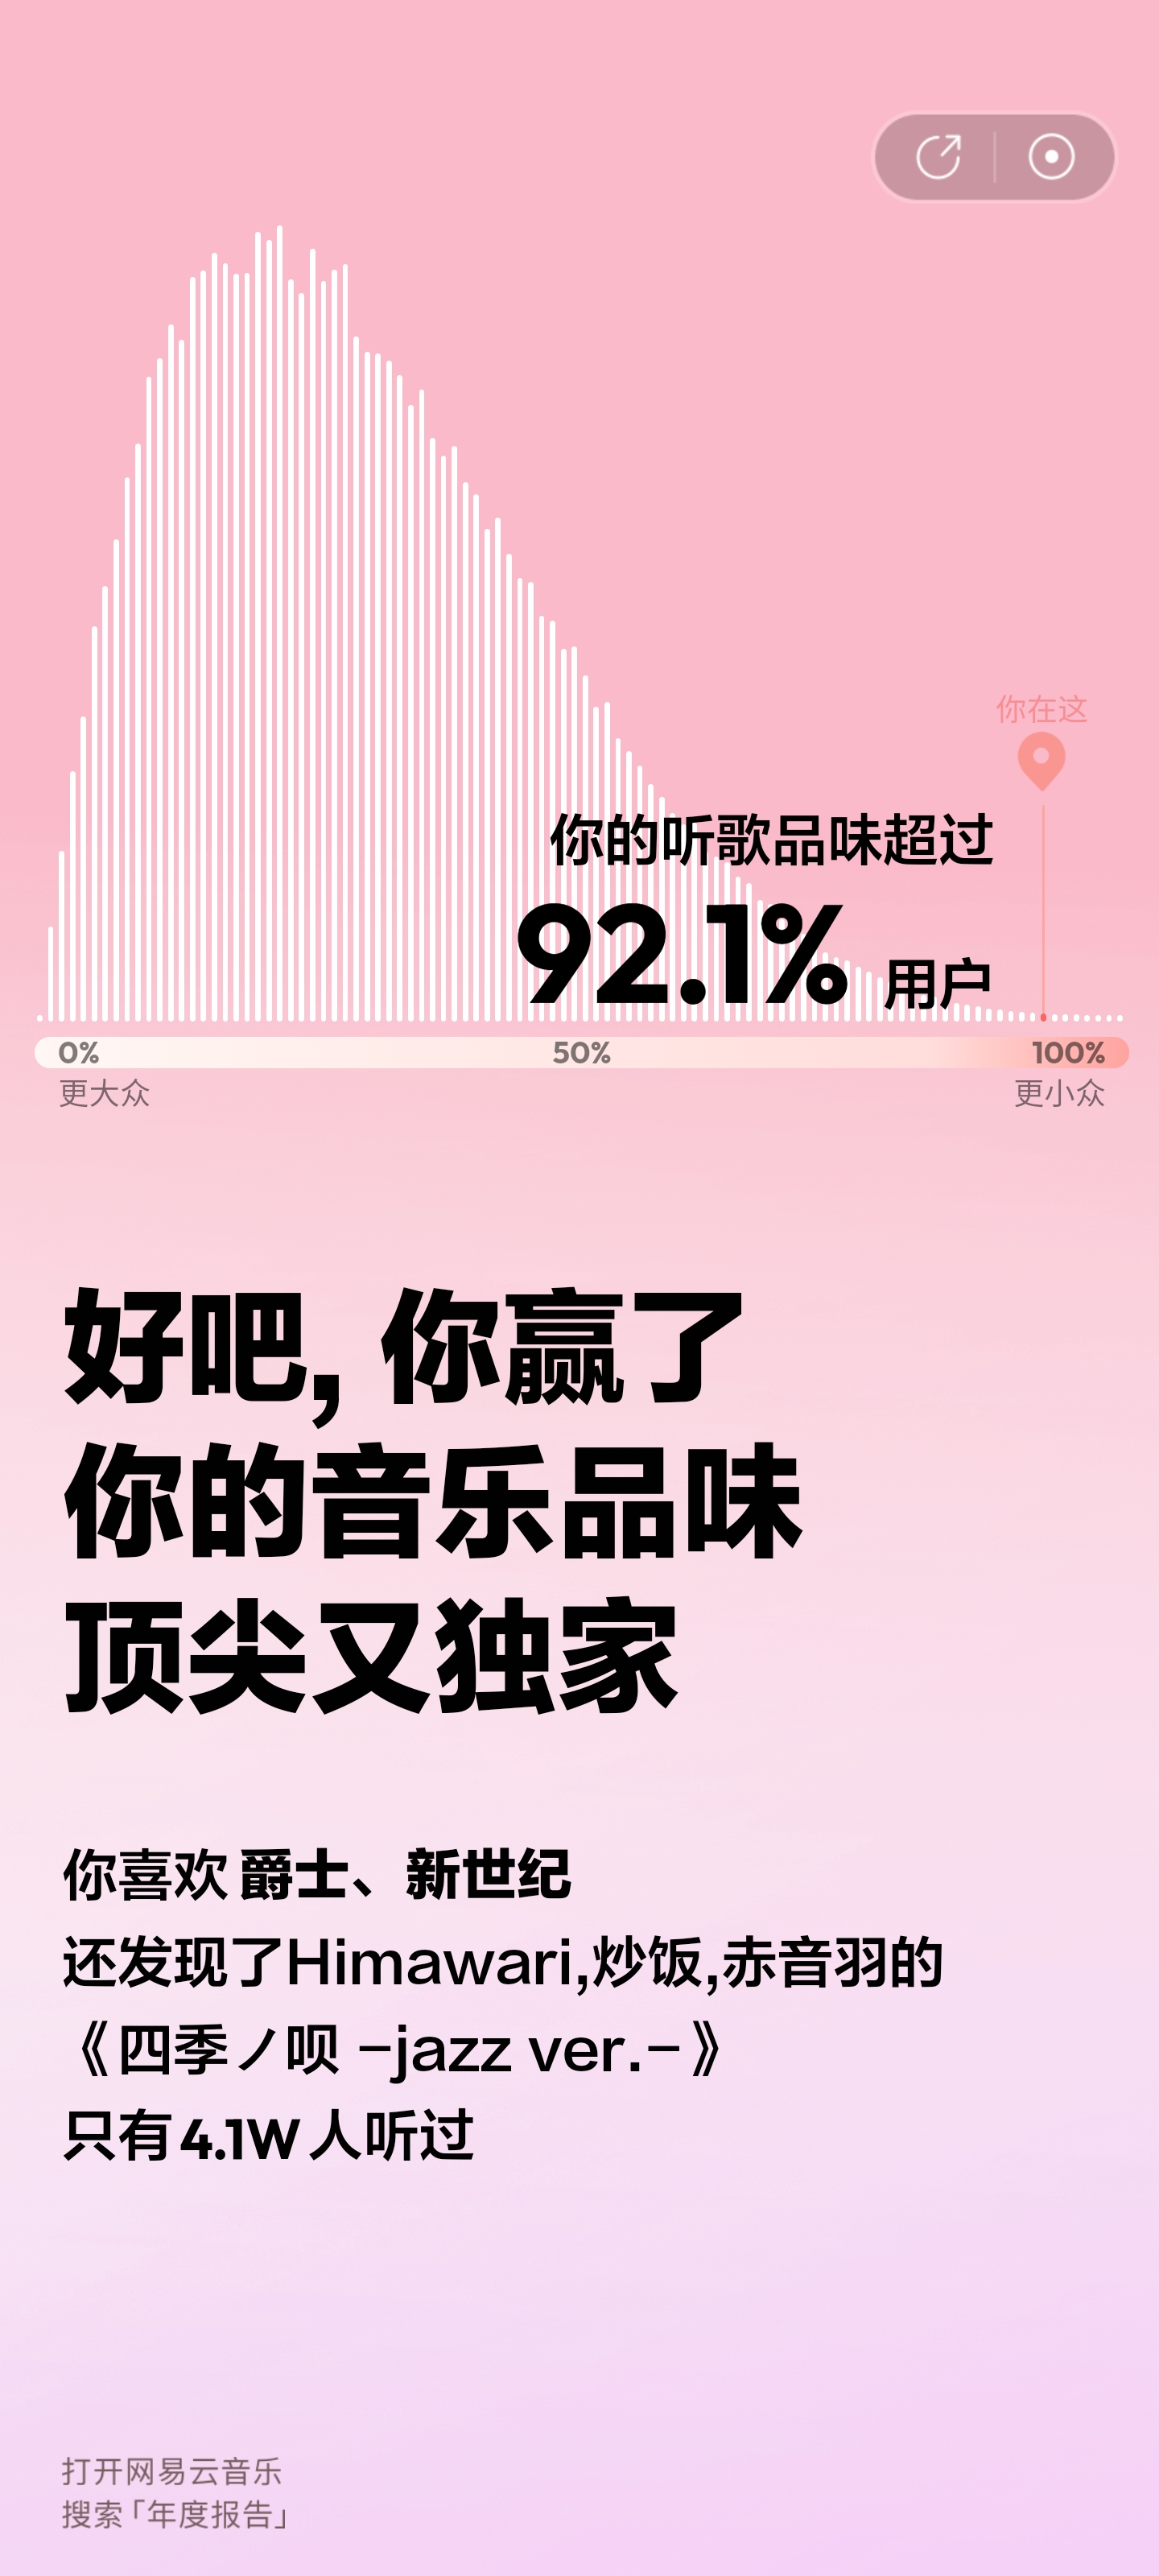 你在这
你的听歌品味超过
92.1% 用户
0% 50% 100%
更大众 更小众
好吧, 你赢了
你的音乐品味
顶尖又独家
你喜欢 爵士、新世纪
还发现了Himawari,炒饭,赤音羽的
《四季ノ呗 -jazz ver.-》
只有4.1W人听过
打开网易云音乐
搜索「年度报告」